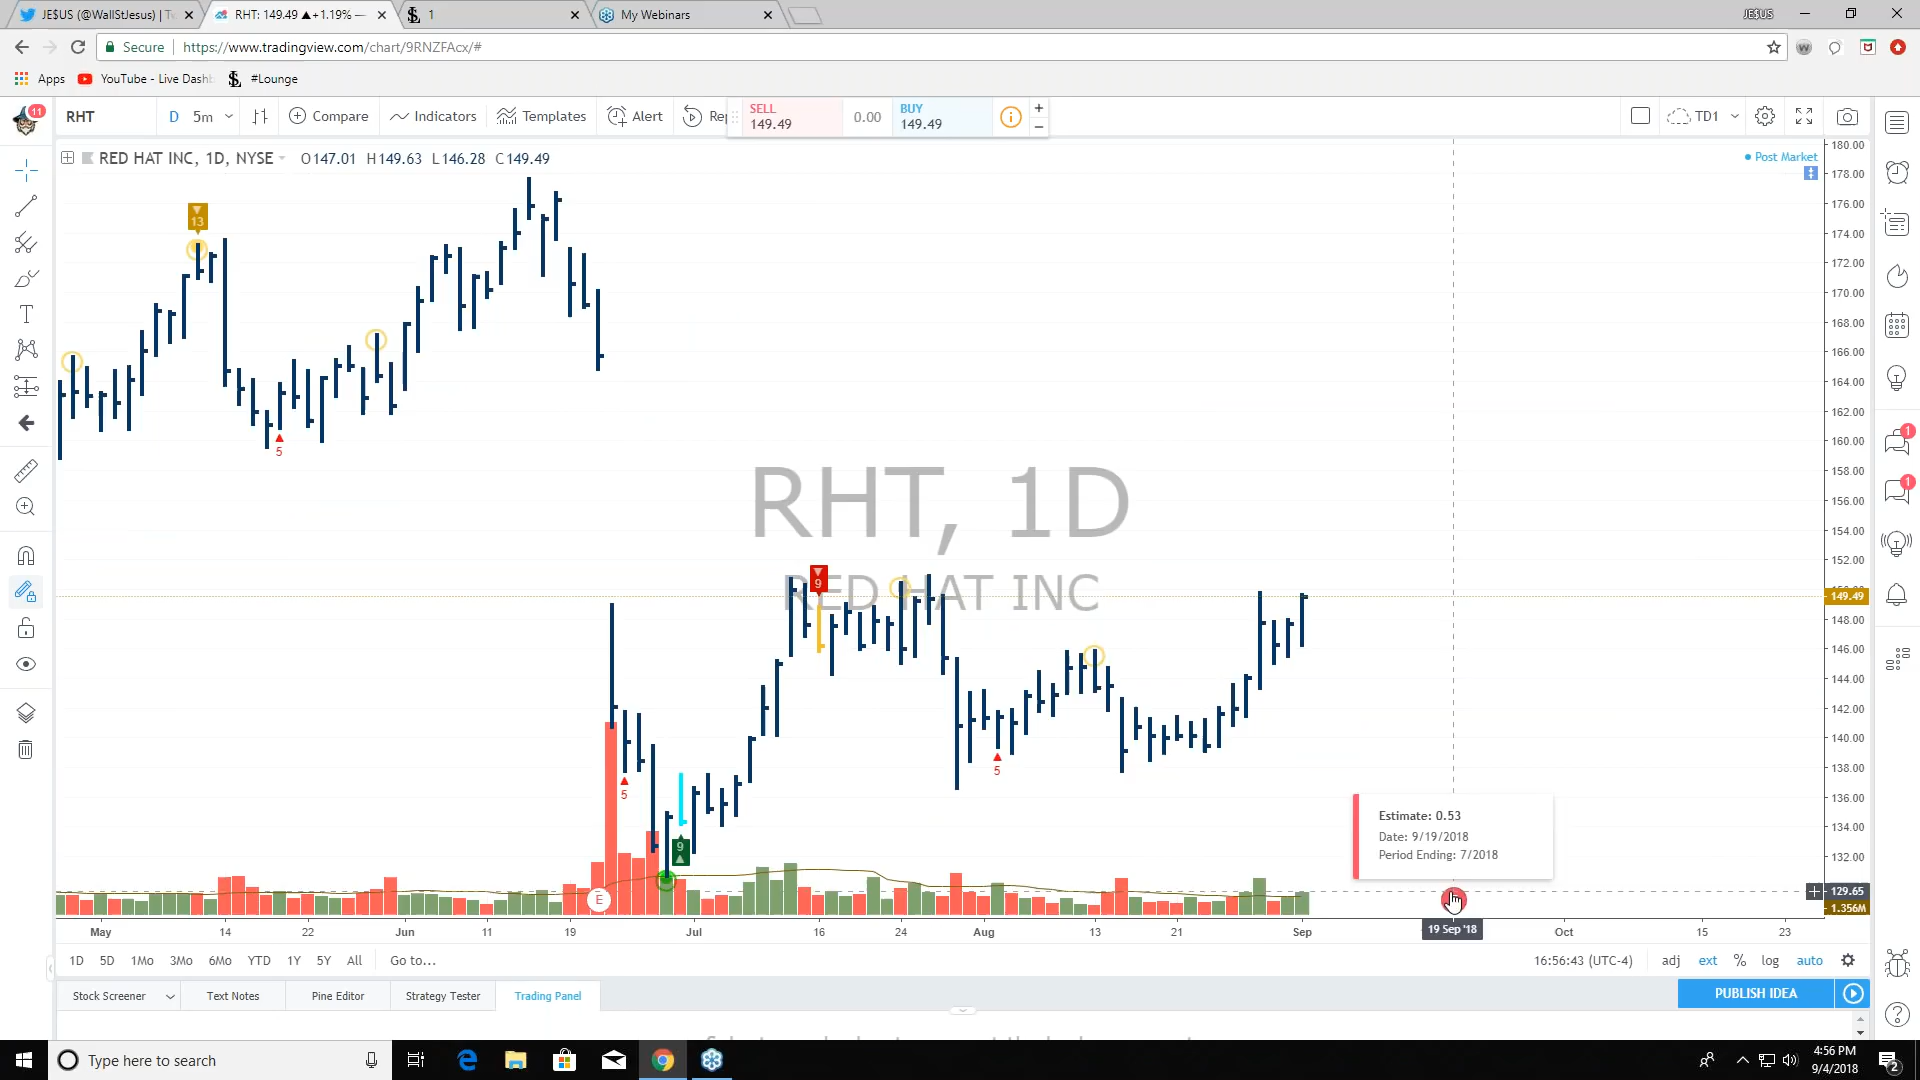 JE$US (@WallStJesus) | Tw
RHT: 149.49 ▲+1.19% —
1
My Webinars
JE$US
Secure
https://www.tradingview.com/chart/9RNZFAcx/#
Apps
YouTube - Live Dashb
#Lounge
11
RHT
D
5m
Compare
Indicators
Templates
Alert
Rep
SELL
149.49
0.00
BUY
149.49
+
−
TD1
RED HAT INC, 1D, NYSE
O147.01 H149.63 L146.28 C149.49
Post Market
RHT, 1D
RED HAT INC
13
5
5
9
9
5
E
180.00
178.00
176.00
174.00
172.00
170.00
168.00
166.00
164.00
162.00
160.00
158.00
156.00
154.00
152.00
149.49
148.00
146.00
144.00
142.00
140.00
138.00
136.00
134.00
132.00
129.65
1.356M
Estimate: 0.53
Date: 9/19/2018
Period Ending: 7/2018
May 14 22 Jun 11 19 Jul 16 24 Aug 13 21 Sep 19 Sep '18 Oct 15 23
1D 5D 1Mo 3Mo 6Mo YTD 1Y 5Y All Go to...
16:56:43 (UTC-4) adj ext % log auto
Stock Screener
Text Notes
Pine Editor
Strategy Tester
Trading Panel
PUBLISH IDEA
1
1
Type here to search
4:56 PM
9/4/2018
2